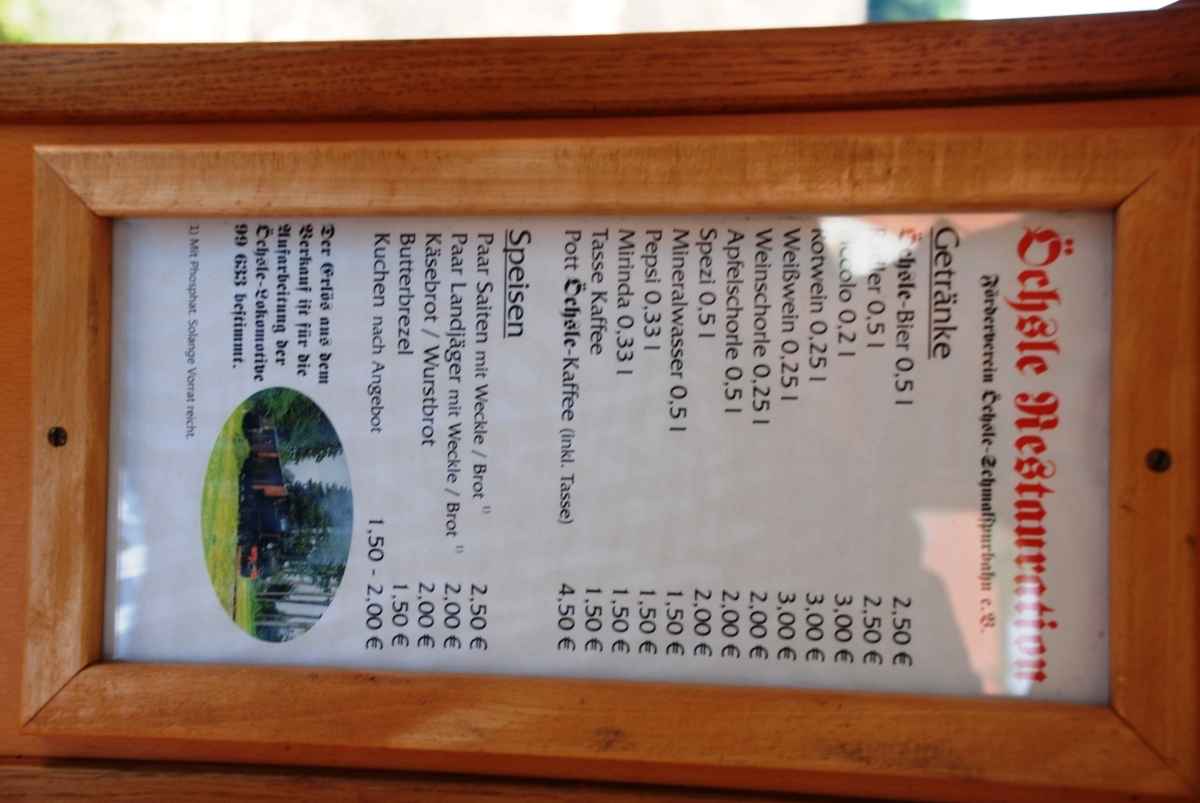 Öchsle Restauration
Förderverein Öchsle-Schmalspurbahn e.V.
Getränke
Öchsle-Bier 0,5 l 2,50 €
0,5 l 2,50 €
0,2 l 3,00 €
Rotwein 0,25 l 3,00 €
Weißwein 0,25 l 3,00 €
Weinschorle 0,25 l 2,00 €
Apfelschorle 0,5 l 2,00 €
Spezi 0,5 l 2,00 €
Mineralwasser 0,5 l 1,50 €
Pepsi 0,33 l 1,50 €
Mirinda 0,33 l 1,50 €
Tasse Kaffee 1,50 €
Pott Öchsle-Kaffee (inkl. Tasse) 4,50 €
Speisen
Paar Saiten mit Weckle / Brot 1) 2,50 €
Paar Landjäger mit Weckle / Brot 1) 2,00 €
Käsebrot / Wurstbrot 2,00 €
Butterbrezel 1,50 €
Kuchen nach Angebot 1,50 - 2,00 €
Der Erlös aus dem
Verkauf ist für die
Aufarbeitung der
Öchsle-Lokomotive
99 633 bestimmt.
1) Mit Phosphat. Solange Vorrat reicht.